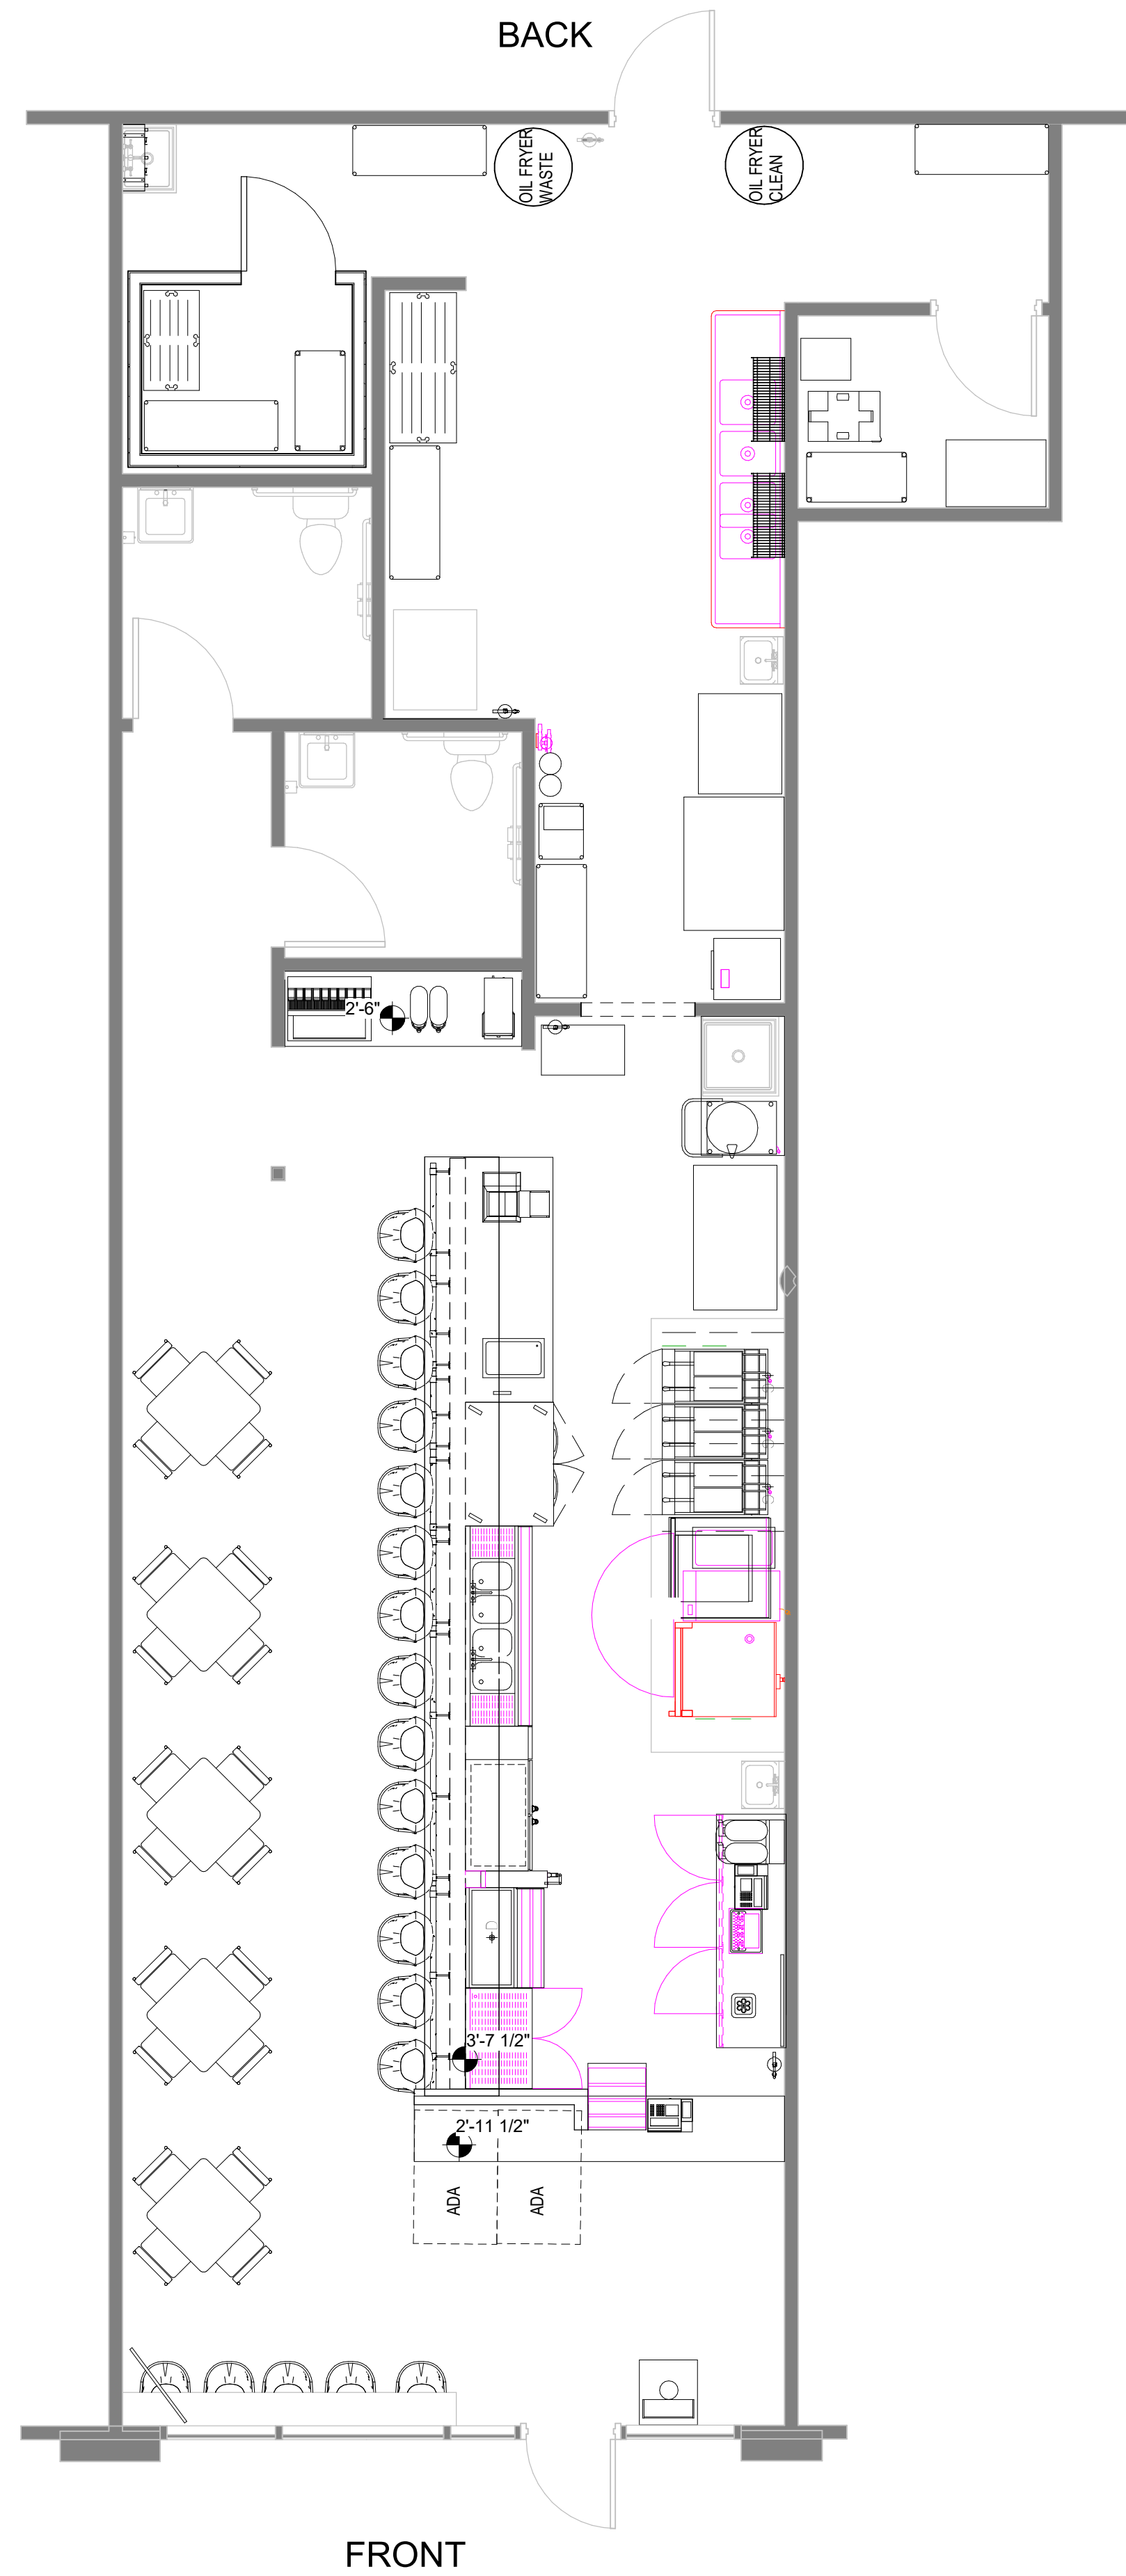 BACK
OIL FRYER
WASTE
OIL FRYER
CLEAN
2'-6"
3'-7 1/2"
2'-11 1/2"
ADA
ADA
FRONT